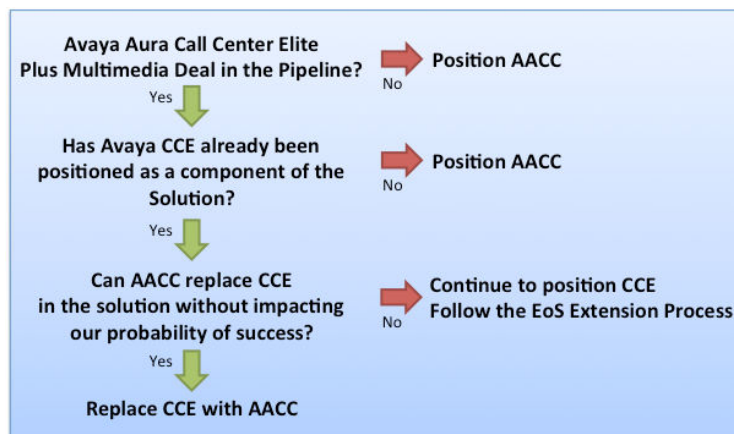 Avaya Aura Call Center Elite
Plus Multimedia Deal in the Pipeline?
Position AACC
No
Yes
Has Avaya CCE already been
positioned as a component of the
Solution?
Position AACC
No
Yes
Can AACC replace CCE
in the solution without impacting
our probability of success?
Continue to position CCE
Follow the EoS Extension Process
No
Yes
Replace CCE with AACC